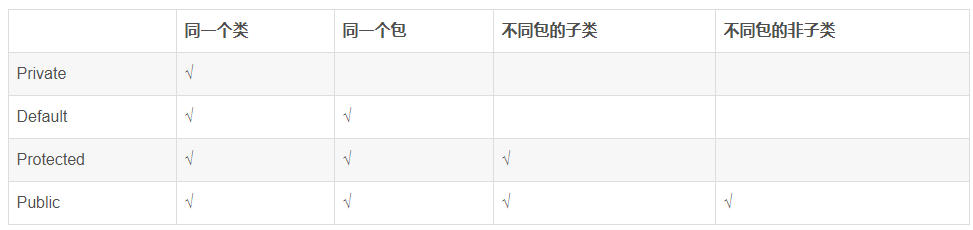 同一个类 同一个包 不同包的子类 不同包的非子类
Private √
Default √ √
Protected √ √ √
Public √ √ √ √